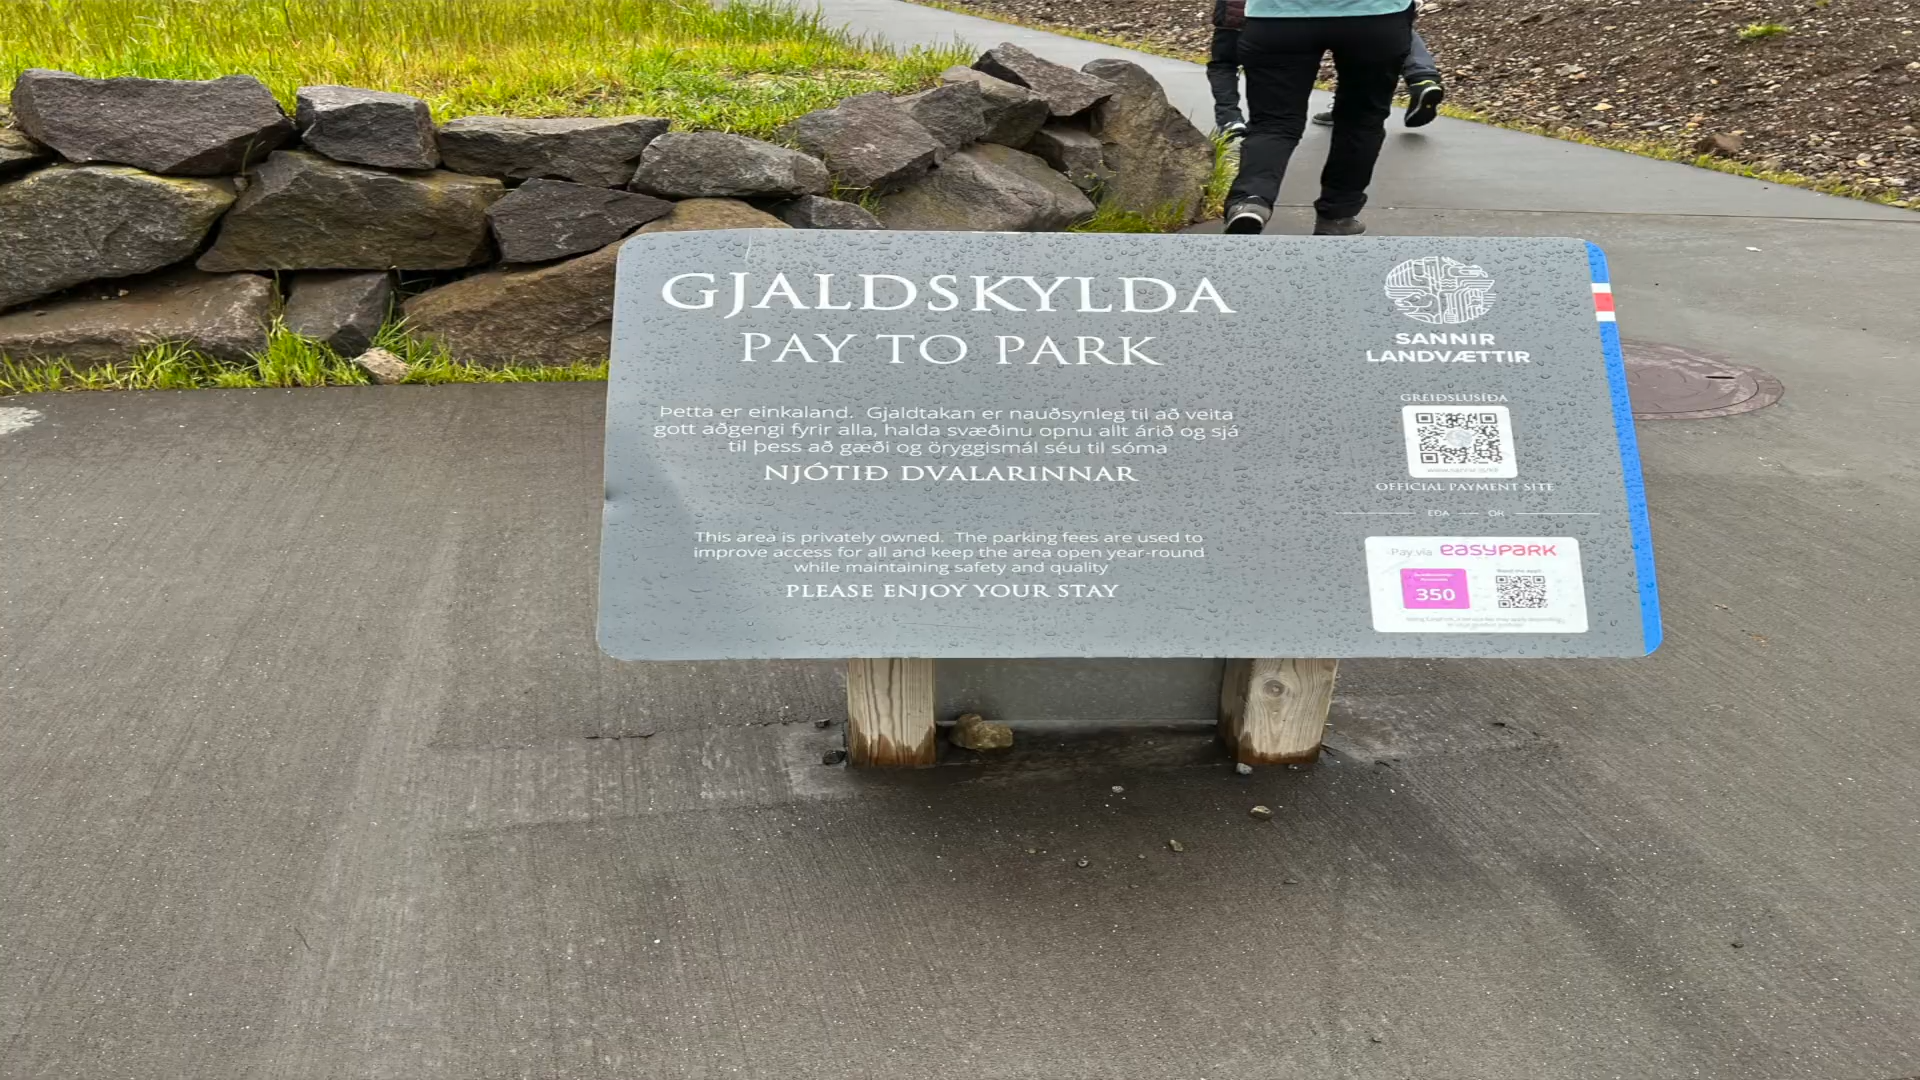 GJALDSKYLDA
PAY TO PARK
Þetta er einkaland. Gjaldtakan er nauðsynleg til að veita
gott aðgengi fyrir alla, halda svæðinu opnu allt árið og sjá
til þess að gæði og öryggismál séu til sóma
NJÓTIÐ DVALARINNAR
This area is privately owned. The parking fees are used to
improve access for all and keep the area open year-round
while maintaining safety and quality
PLEASE ENJOY YOUR STAY
SANNIR
LANDVÆTTIR
GREIÐSLUSÍÐA
OFFICIAL PAYMENT SITE
EÐA OR
Pay via easypark
350